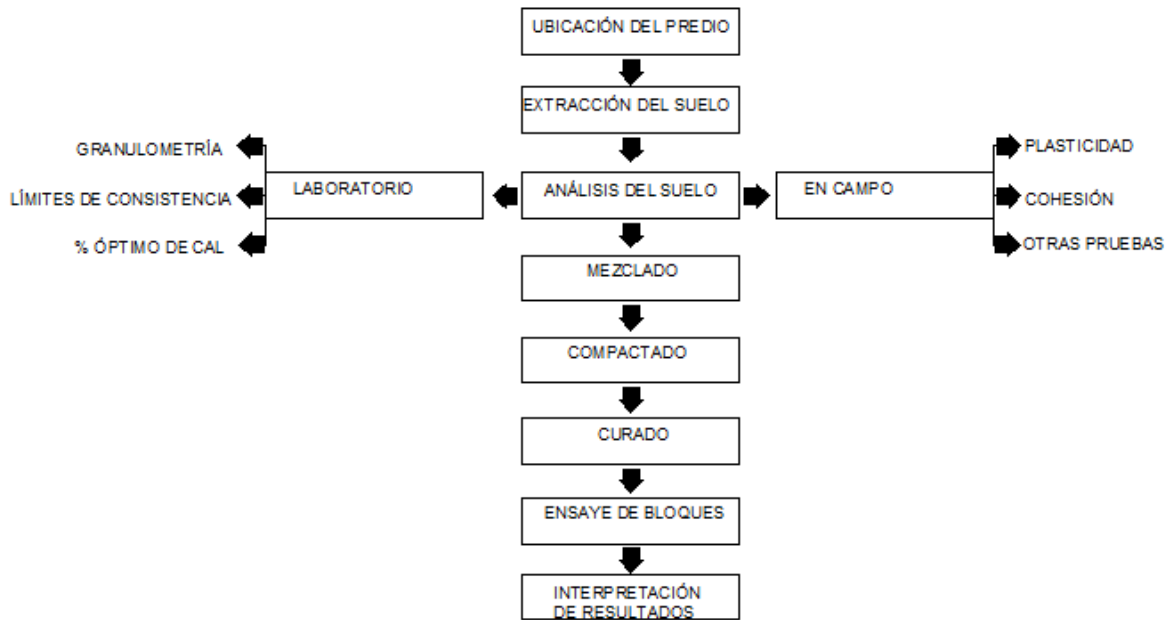 UBICACIÓN DEL PREDIO
EXTRACCIÓN DEL SUELO
GRANULOMETRÍA
PLASTICIDAD
LABORATORIO
ANÁLISIS DEL SUELO
EN CAMPO
LÍMITES DE CONSISTENCIA
COHESIÓN
% ÓPTIMO DE CAL
OTRAS PRUEBAS
MEZCLADO
COMPACTADO
CURADO
ENSAYE DE BLOQUES
INTERPRETACIÓN
DE RESULTADOS